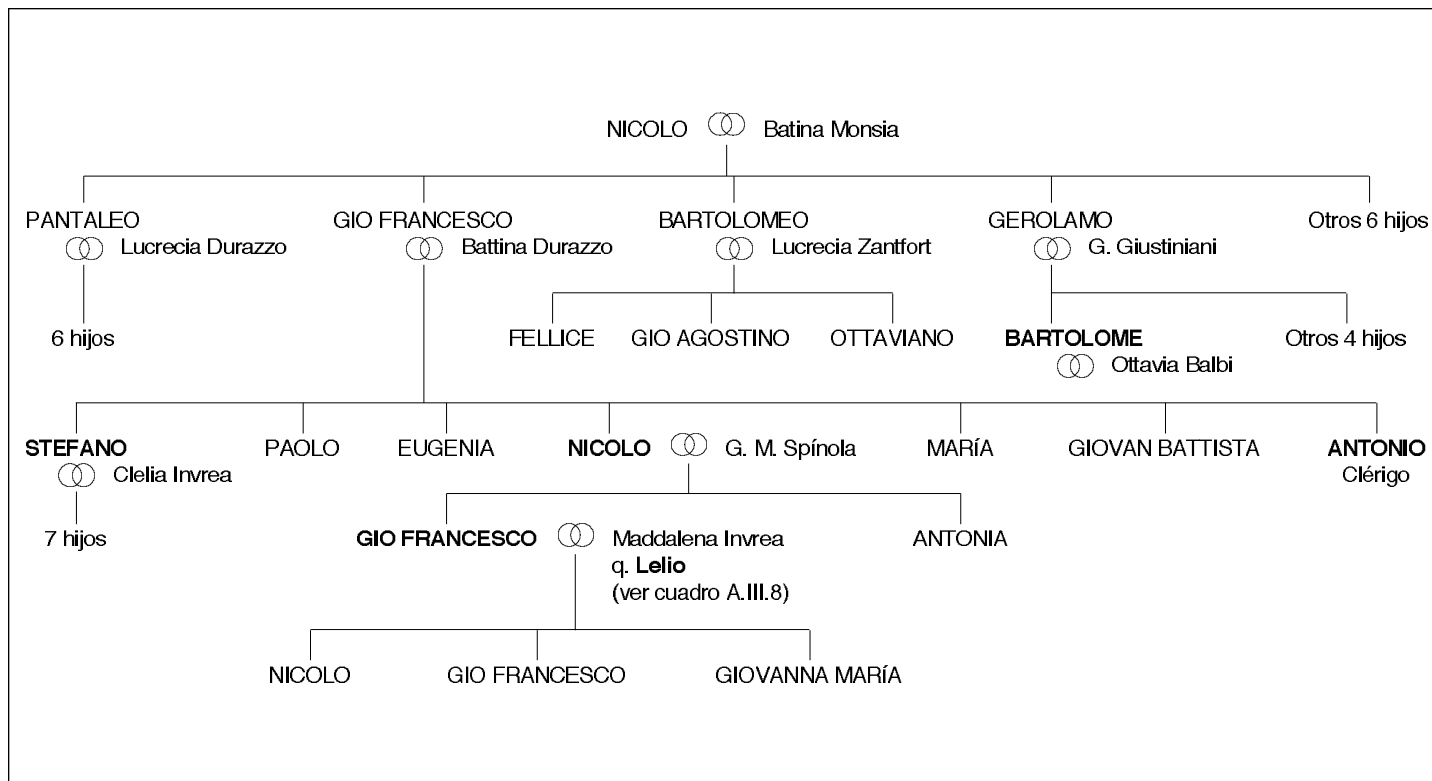 NICOLO Batina Monsia
PANTALEO GIO FRANCESCO BARTOLOMEO GEROLAMO Otros 6 hijos
Lucrecia Durazzo Battina Durazzo Lucrecia Zantfort G. Giustiniani
6 hijos FELLICE GIO AGOSTINO OTTAVIANO BARTOLOME Otros 4 hijos
Ottavia Balbi
STEFANO PAOLO EUGENIA NICOLO G. M. Spínola MARÍA GIOVAN BATTISTA ANTONIO
Clelia Invrea Clérigo
7 hijos GIO FRANCESCO Maddalena Invrea ANTONIA
q. Lelio
(ver cuadro A.III.8)
NICOLO GIO FRANCESCO GIOVANNA MARÍA